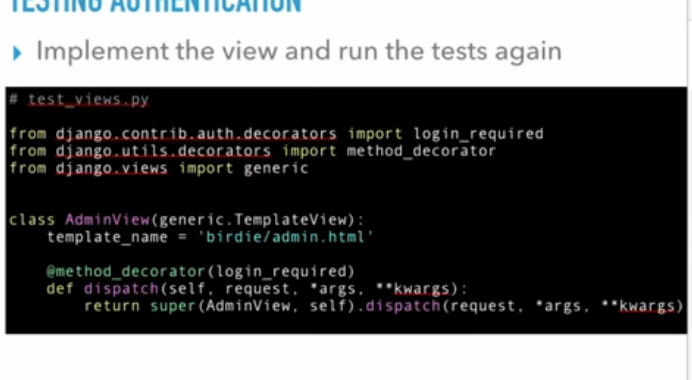 TESTING AUTHENTICATION
Implement the view and run the tests again
# test_views.py
from django.contrib.auth.decorators import login_required
from django.utils.decorators import method_decorator
from django.views import generic
class AdminView(generic.TemplateView):
template_name = 'birdie/admin.html'
@method_decorator(login_required)
def dispatch(self, request, *args, **kwargs):
return super(AdminView, self).dispatch(request, *args, **kwargs)